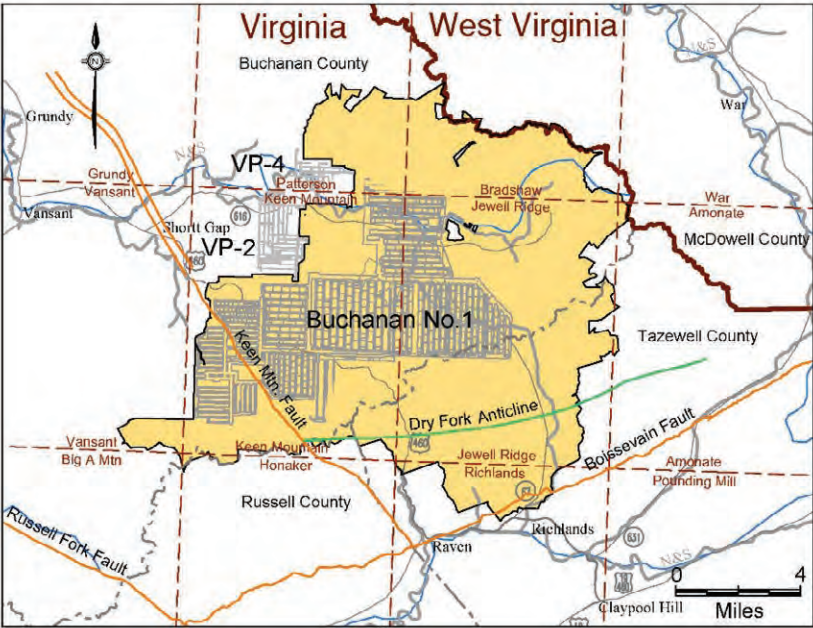 Virginia
West Virginia
Buchanan County
N
N&S
War
Grundy
VP-4
N&S
Grundy
Vansant
Patterson
Keen Mountain
Bradshaw
Jewell Ridge
War
Amonate
Vansant
616
Shortt Gap
VP-2
460
McDowell County
Buchanan No.1
Keen Mtn. Fault
Tazewell County
Dry Fork Anticline
460
Vansant
Big A Mtn
Keen Mountain
Honaker
Jewell Ridge
Richlands
Boissevain Fault
Amonate
Pounding Mill
Russell County
Russell Fork Fault
Raven
Richlands
631
N&S
460
Claypool Hill
0
4
Miles